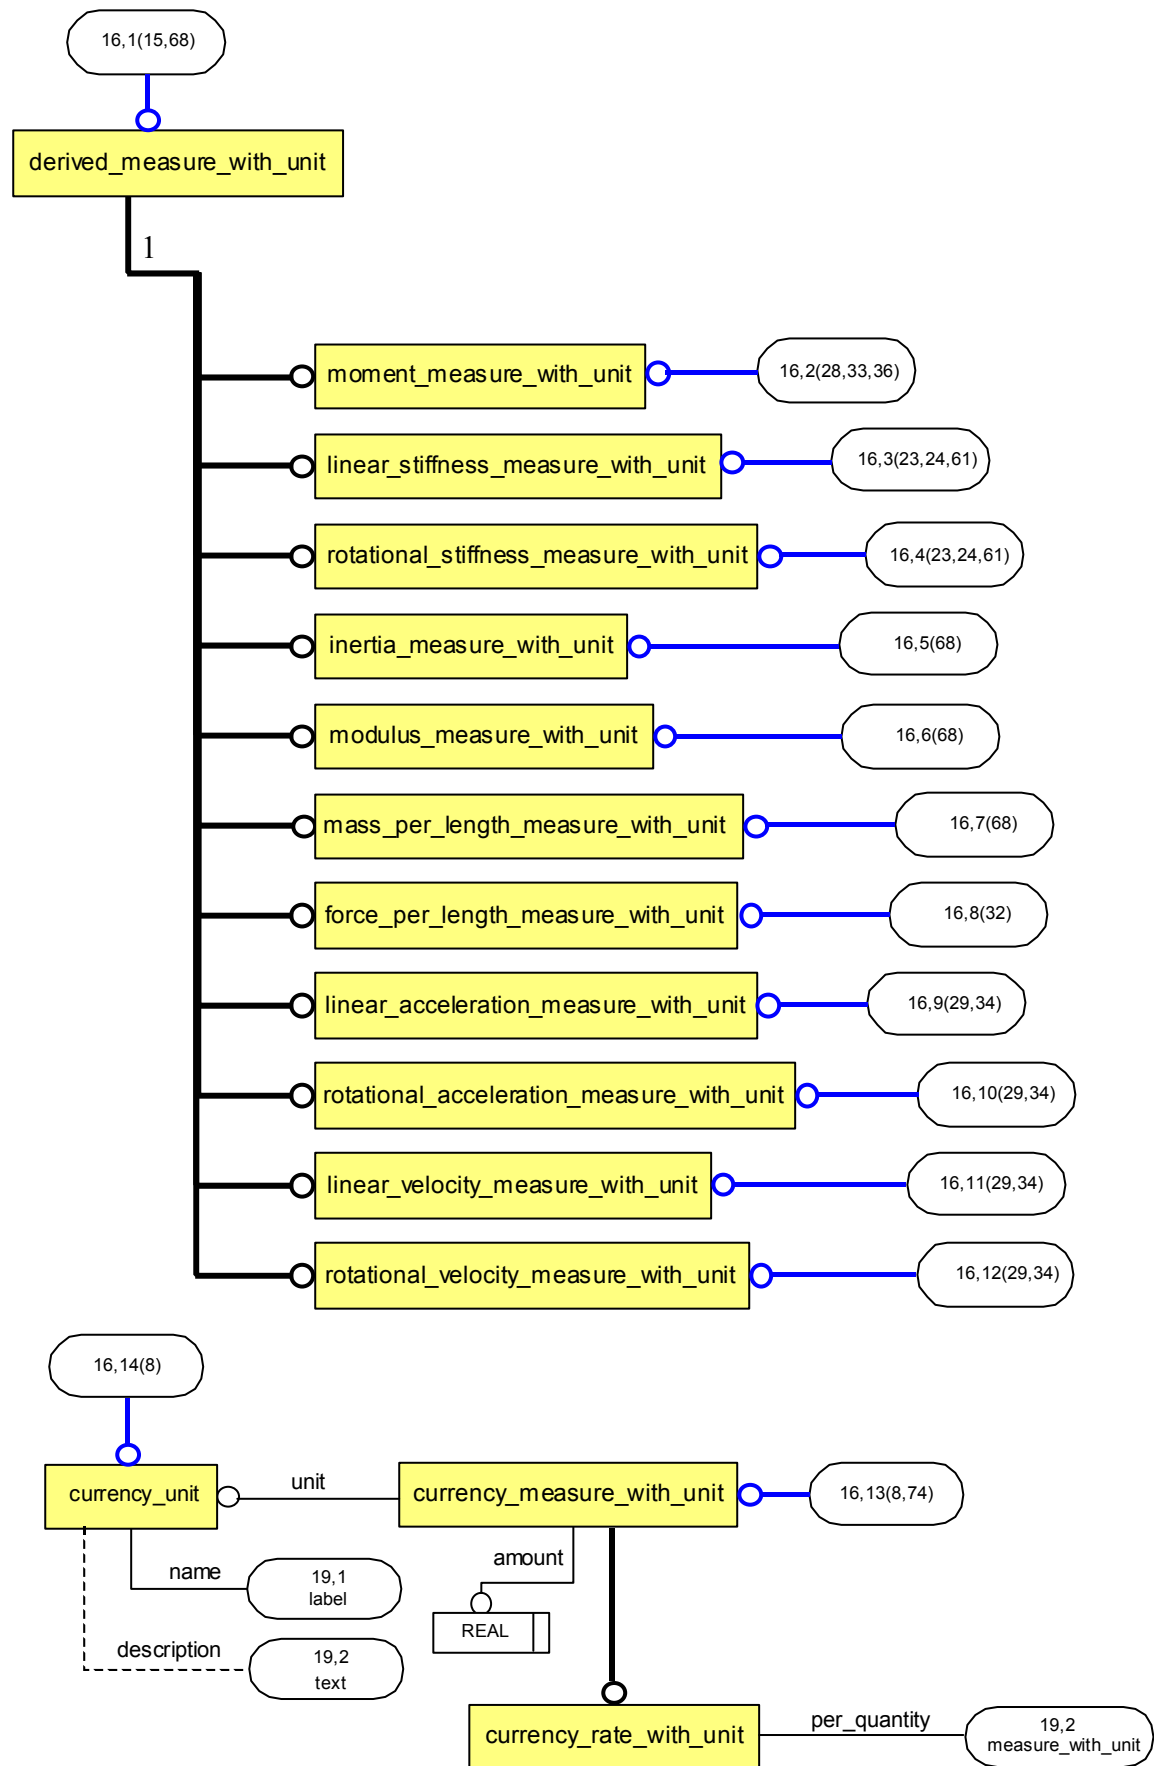 16,1(15,68)
derived_measure_with_unit
1
moment_measure_with_unit
16,2(28,33,36)
linear_stiffness_measure_with_unit
16,3(23,24,61)
rotational_stiffness_measure_with_unit
16,4(23,24,61)
inertia_measure_with_unit
16,5(68)
modulus_measure_with_unit
16,6(68)
mass_per_length_measure_with_unit
16,7(68)
force_per_length_measure_with_unit
16,8(32)
linear_acceleration_measure_with_unit
16,9(29,34)
rotational_acceleration_measure_with_unit
16,10(29,34)
linear_velocity_measure_with_unit
16,11(29,34)
rotational_velocity_measure_with_unit
16,12(29,34)
16,14(8)
currency_unit
unit
currency_measure_with_unit
16,13(8,74)
name
19,1
label
amount
REAL
description
19,2
text
currency_rate_with_unit
per_quantity
19,2
measure_with_unit